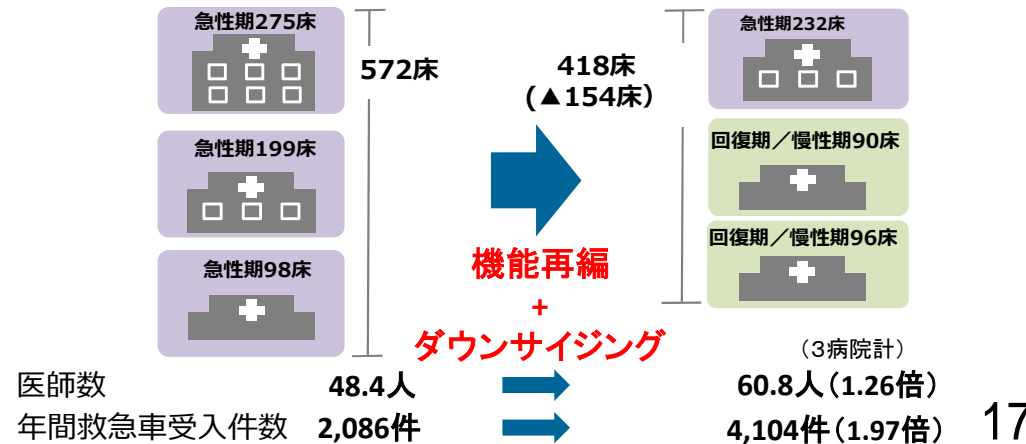 急性期275床
572床
急性期199床
急性期98床
418床
(▲154床)
急性期232床
回復期／慢性期90床
回復期／慢性期96床
機能再編
+
ダウンサイジング
（3病院計）
医師数 48.4人 60.8人（1.26倍）
年間救急車受入件数 2,086件 4,104件（1.97倍）
17